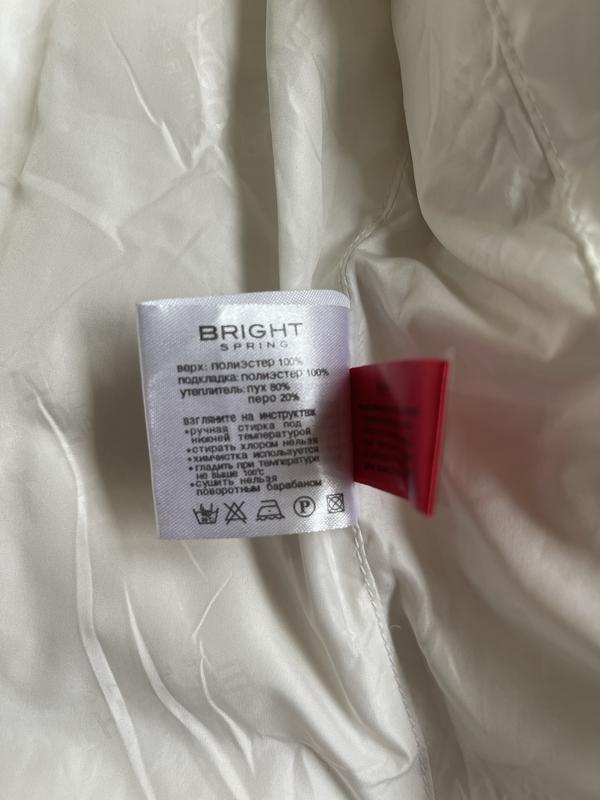 BRIGHT
SPRING
верх: полиэстер 100%
подкладка: полиэстер 100%
утеплитель: пух 80%
перо 20%
взгляните на инструктаж
•ручная стирка под
нижней температурой
•стирать хлором нельзя
•химчистка используется
•гладить при температуре
не выше 100°C
•сушить нельзя
поворотным барабаном
P